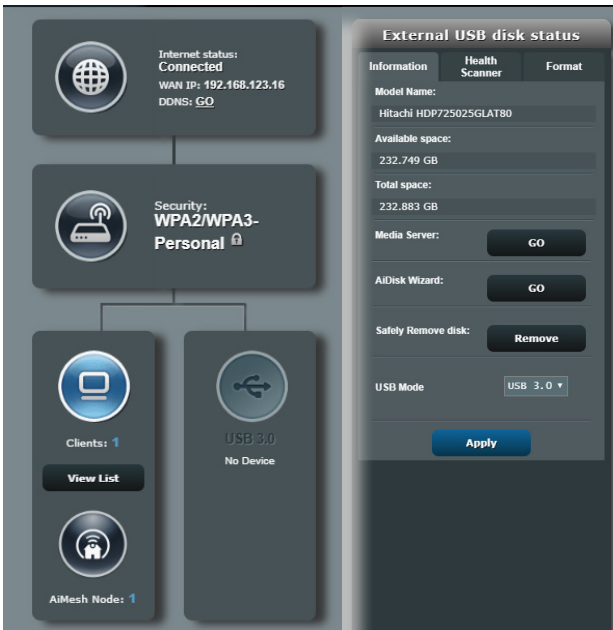 Internet status:
Connected
WAN IP: 192.168.123.16
DDNS: GO
Security:
WPA2/WPA3-
Personal
Clients: 1
View List
AiMesh Node: 1
USB 3.0
No Device
External USB disk status
Information
Health
Scanner
Format
Model Name:
Hitachi HDP725025GLAT80
Available space:
232.749 GB
Total space:
232.883 GB
Media Server:
GO
AiDisk Wizard:
GO
Safely Remove disk:
Remove
USB Mode
USB 3.0
Apply